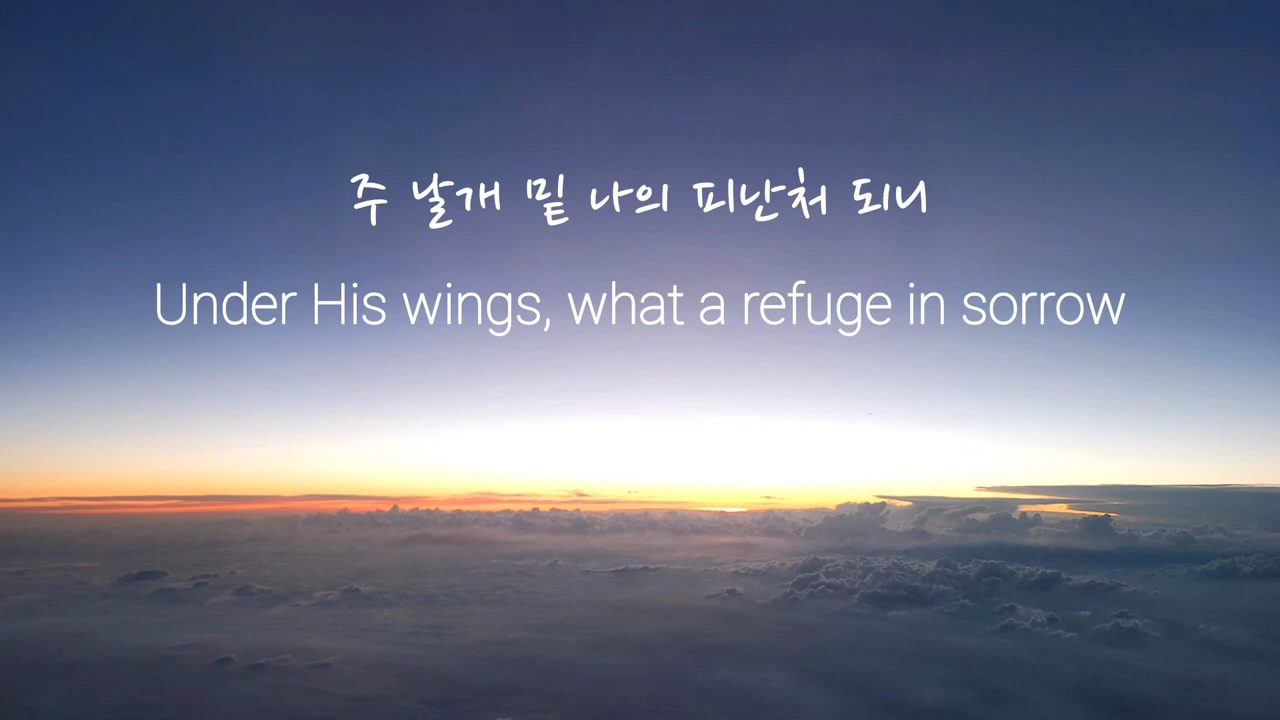 주 날개 밑 나의 피난처 되니
Under His wings, what a refuge in sorrow